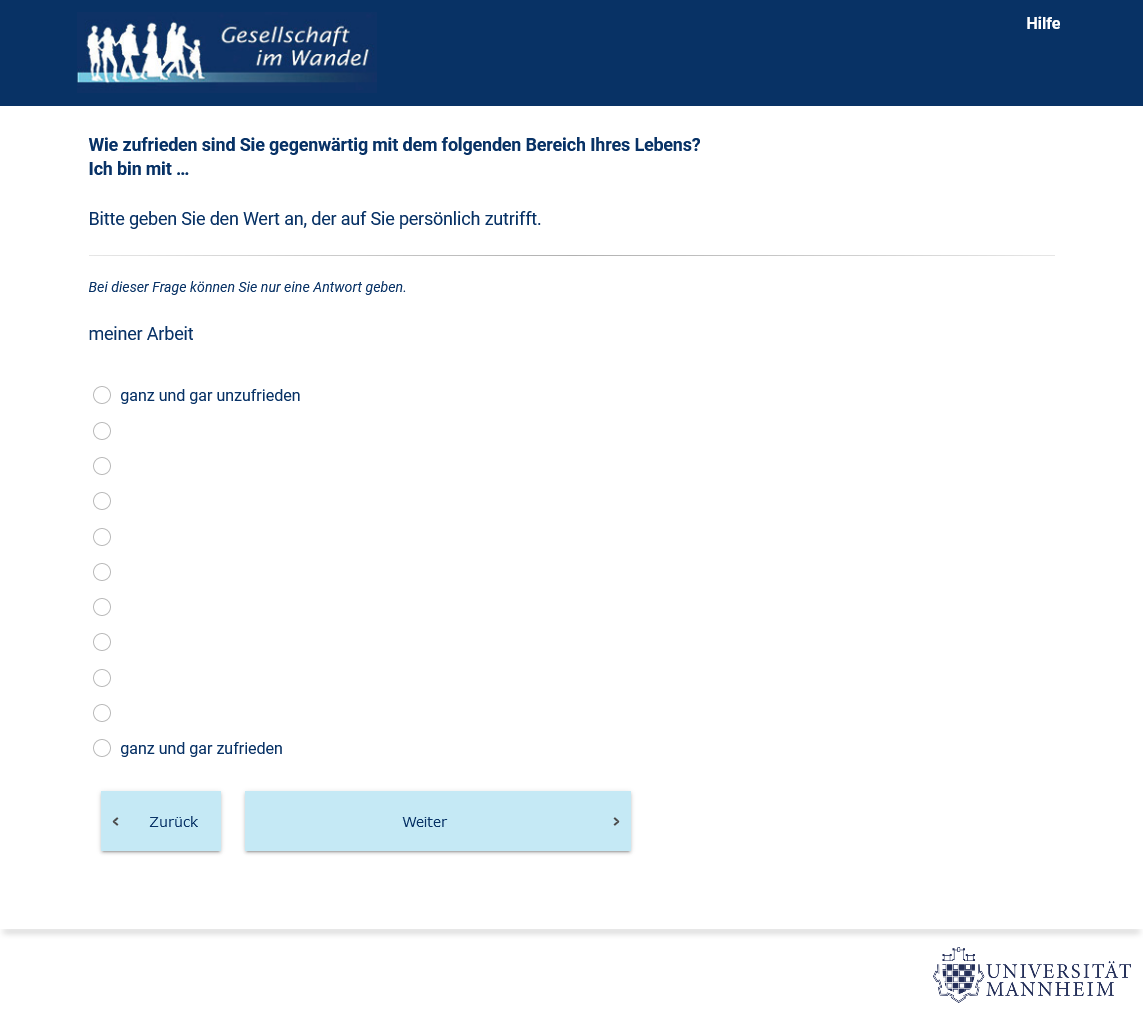 Gesellschaft
im Wandel
Hilfe
Wie zufrieden sind Sie gegenwärtig mit dem folgenden Bereich Ihres Lebens?
Ich bin mit …
Bitte geben Sie den Wert an, der auf Sie persönlich zutrifft.
Bei dieser Frage können Sie nur eine Antwort geben.
meiner Arbeit
ganz und gar unzufrieden
ganz und gar zufrieden
Zurück
Weiter
UNIVERSITÄT
MANNHEIM